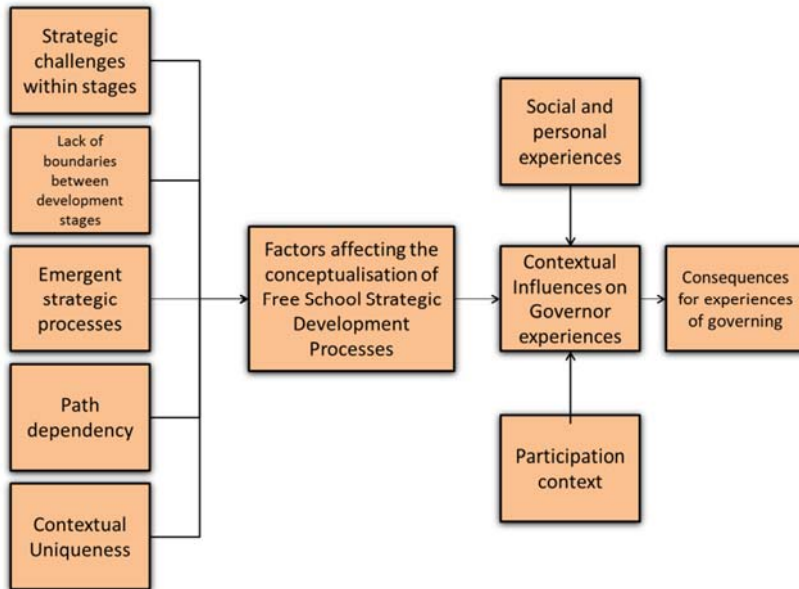 Strategic
challenges
within stages
Lack of
boundaries
between
development
stages
Emergent
strategic
processes
Path
dependency
Contextual
Uniqueness
Factors affecting the
conceptualisation of
Free School Strategic
Development
Processes
Social and
personal
experiences
Contextual
Influences on
Governor
experiences
Participation
context
Consequences
for experiences
of governing